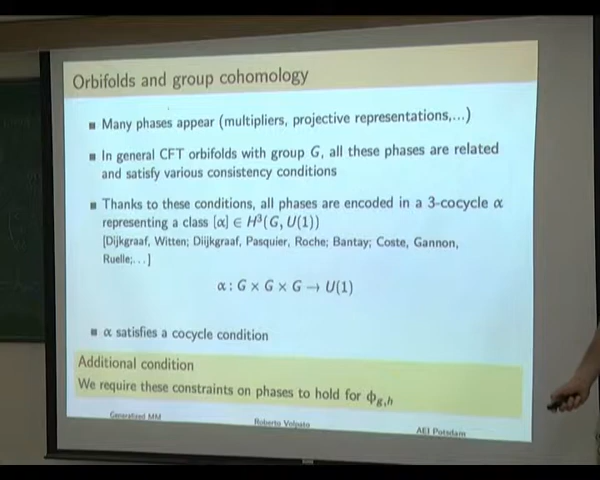 Orbifolds and group cohomology
Many phases appear (multipliers, projective representations,...)
In general CFT orbifolds with group G, all these phases are related
and satisfy various consistency conditions
Thanks to these conditions, all phases are encoded in a 3-cocycle α
representing a class [α] ∈ H³(G, U(1))
[Dijkgraaf, Witten; Diijkgraaf, Pasquier, Roche; Bantay; Coste, Gannon,
Ruelle;...]
α : G × G × G → U(1)
α satisfies a cocycle condition
Additional condition
We require these constraints on phases to hold for ϕ_{g,h}
Generalized MM
Roberto Volpato
AEI Potsdam